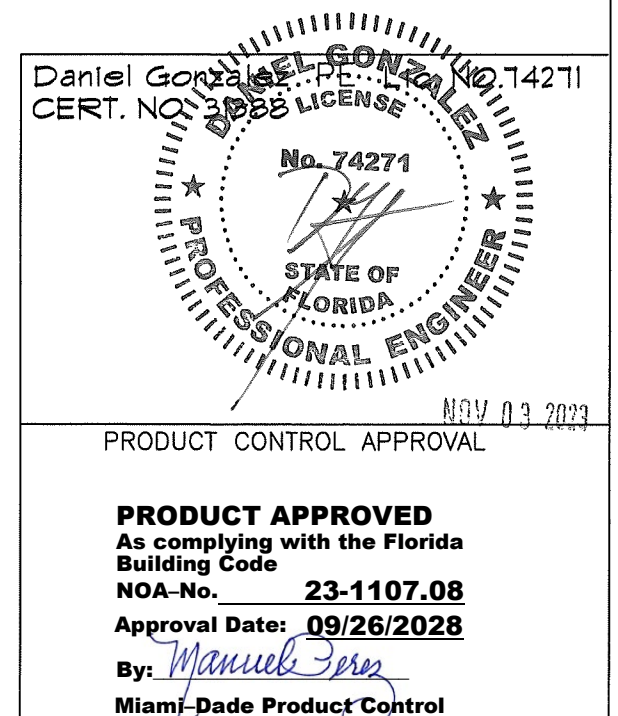 Daniel Gonzalez PE Lic NO.74271
CERT. NO. 31388
DANIEL GONZALEZ
LICENSE
No. 74271
STATE OF
FLORIDA
PROFESSIONAL ENGINEER
NOV 03 2023
PRODUCT CONTROL APPROVAL
PRODUCT APPROVED
As complying with the Florida
Building Code
NOA–No. 23-1107.08
Approval Date: 09/26/2028
By: Manuel Perez
Miami–Dade Product Control